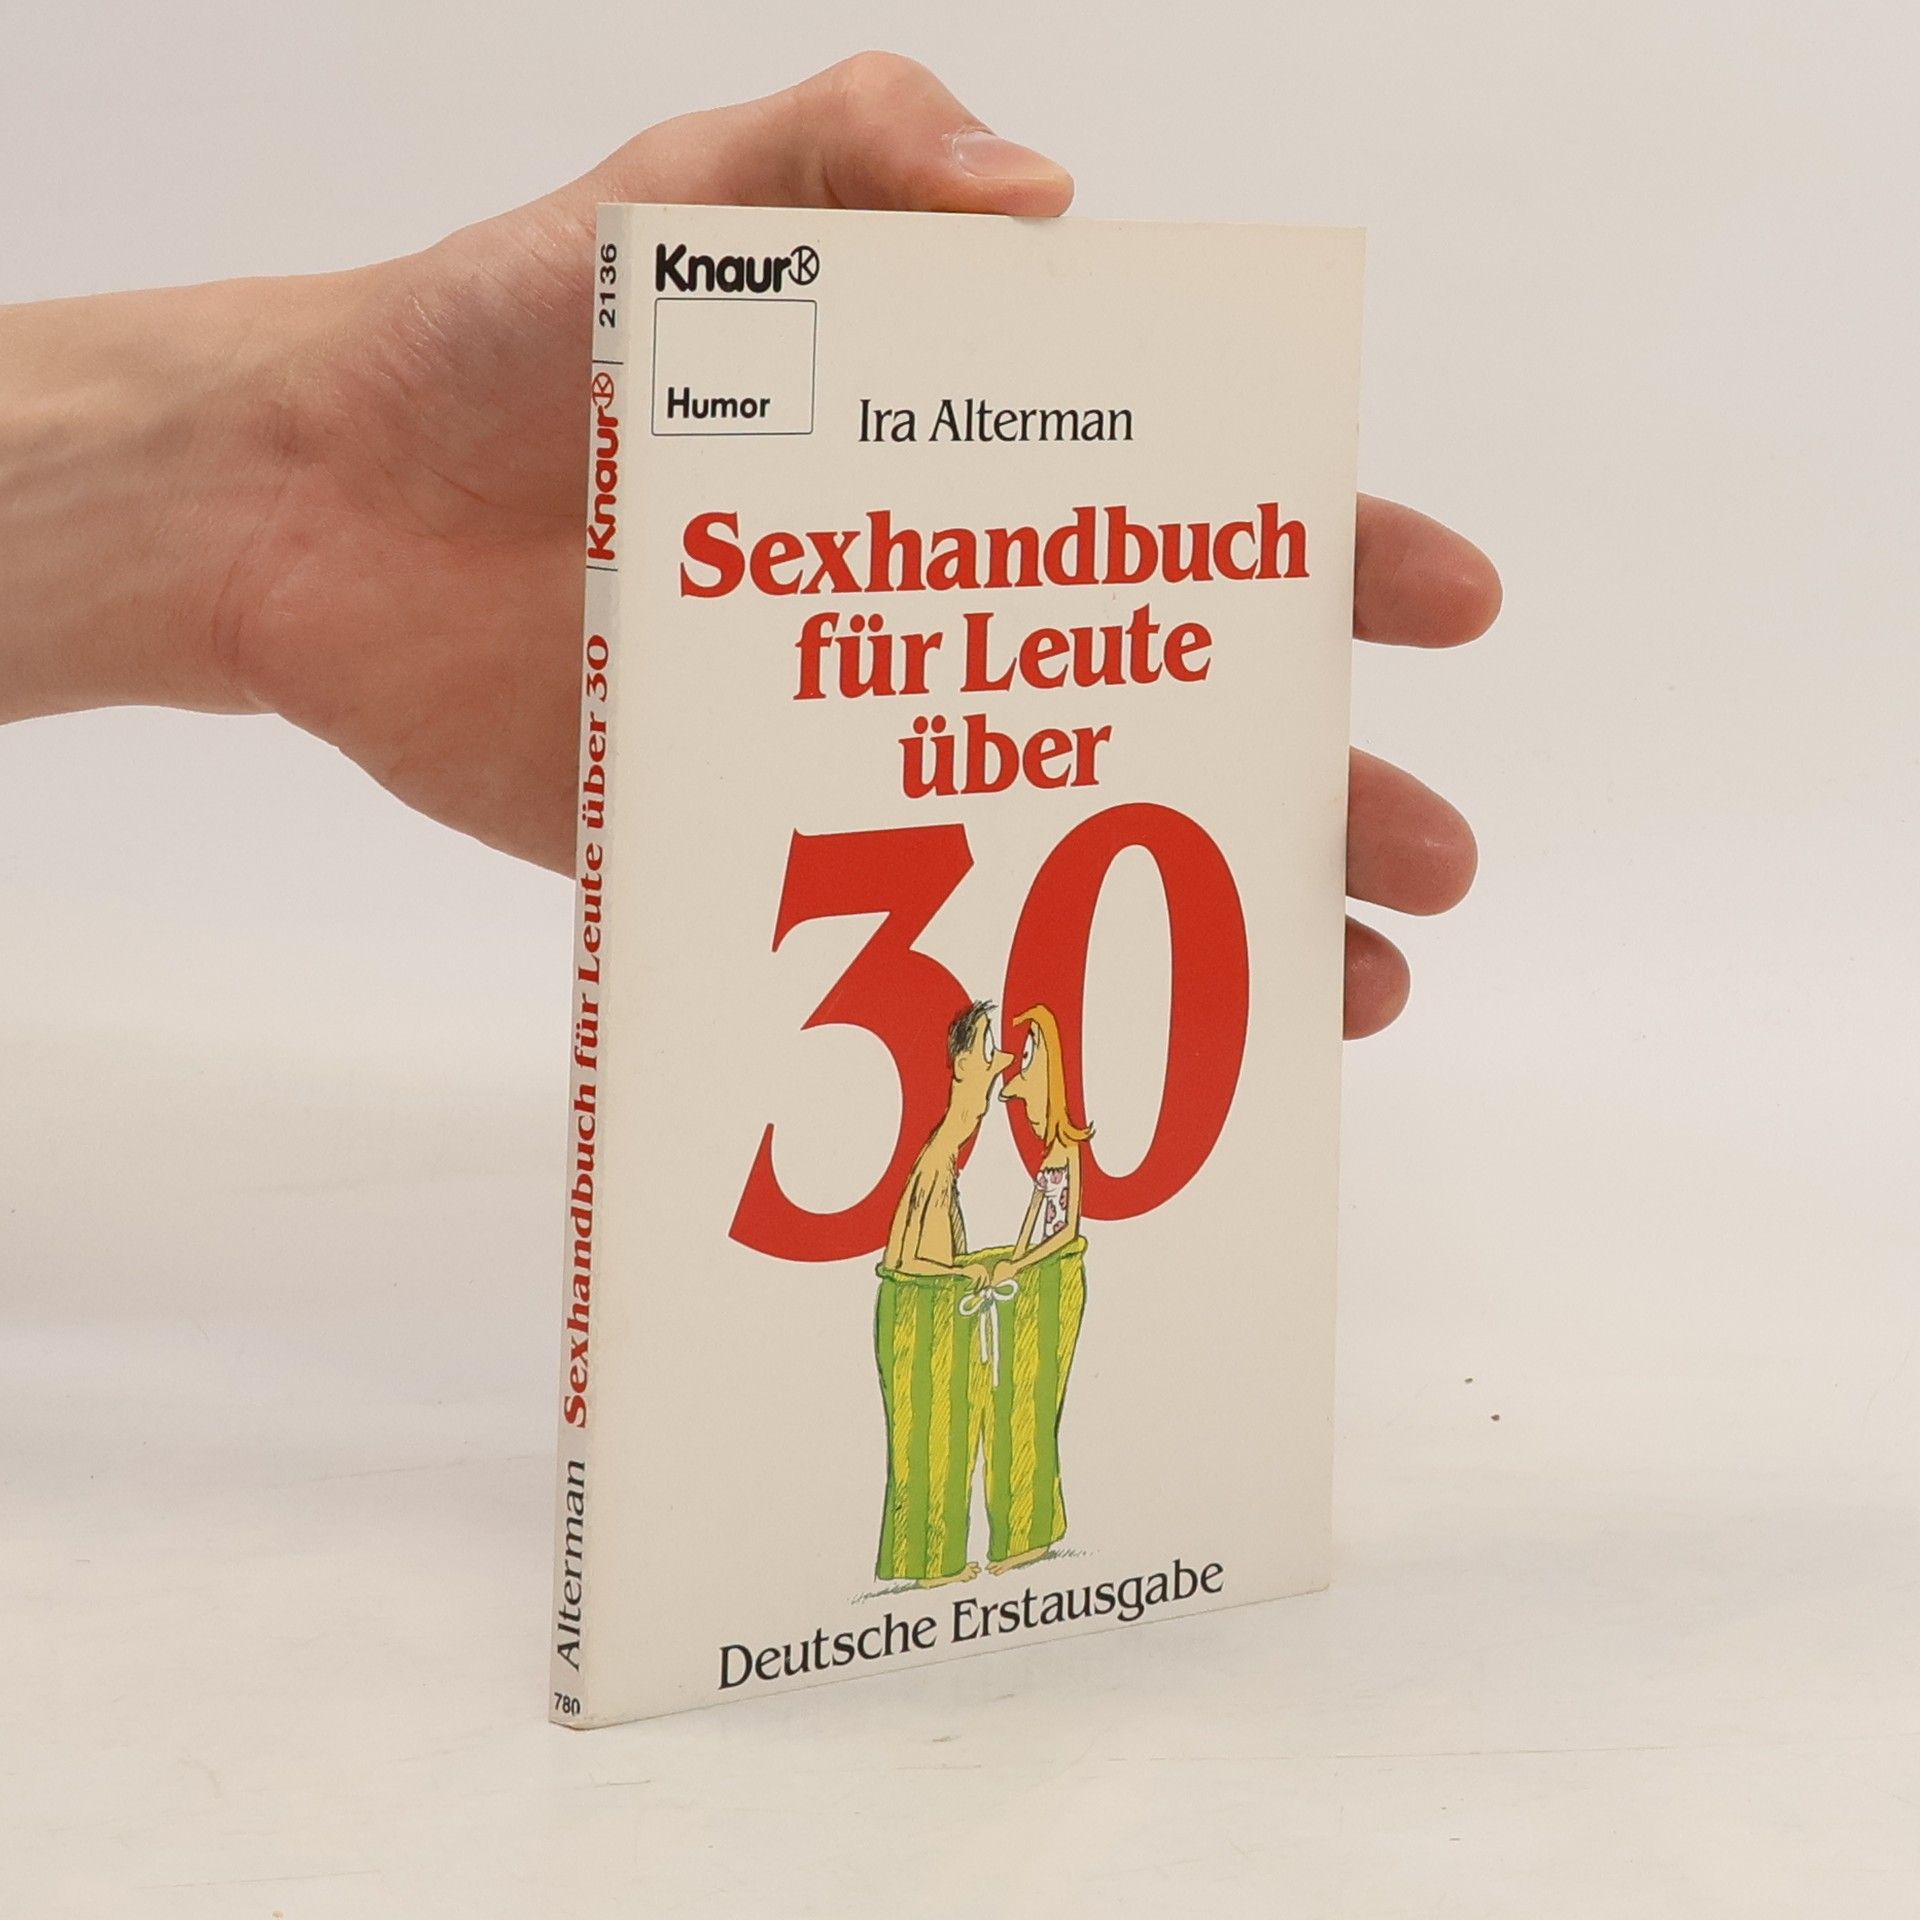 Knaur
Humor
Ira Alterman
Sexhandbuch
für Leute
über
30
Deutsche Erstausgabe
780 Alterman Sexhandbuch für Leute über 30 Knaur 2136